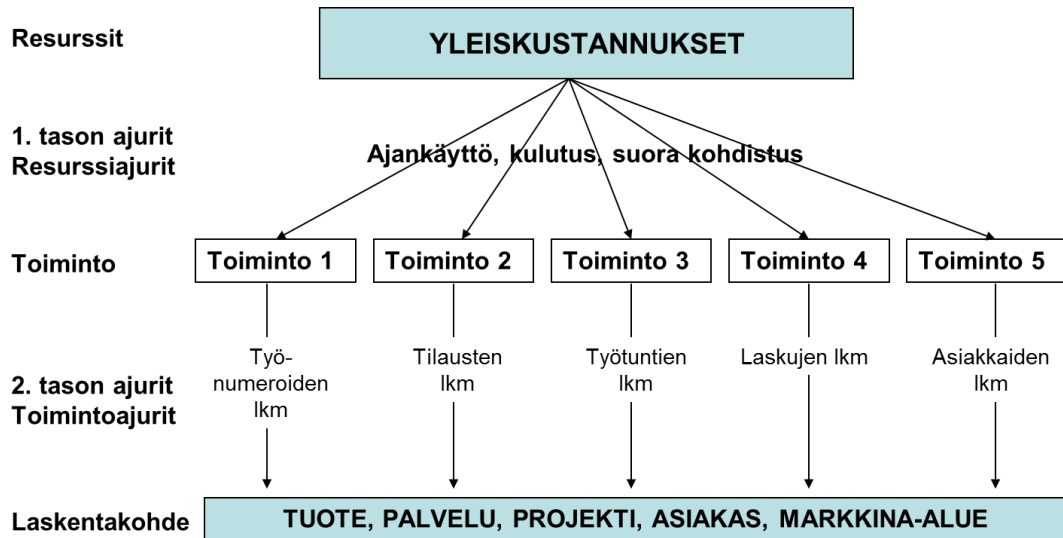 Resurssit
YLEISKUSTANNUKSET
1. tason ajurit
Resurssiajurit
Ajankäyttö, kulutus, suora kohdistus
Toiminto
Toiminto 1
Toiminto 2
Toiminto 3
Toiminto 4
Toiminto 5
2. tason ajurit
Toimintoajurit
Työ-
numeroiden
lkm
Tilausten
lkm
Työtuntien
lkm
Laskujen lkm
Asiakkaiden
lkm
Laskentakohde
TUOTE, PALVELU, PROJEKTI, ASIAKAS, MARKKINA-ALUE